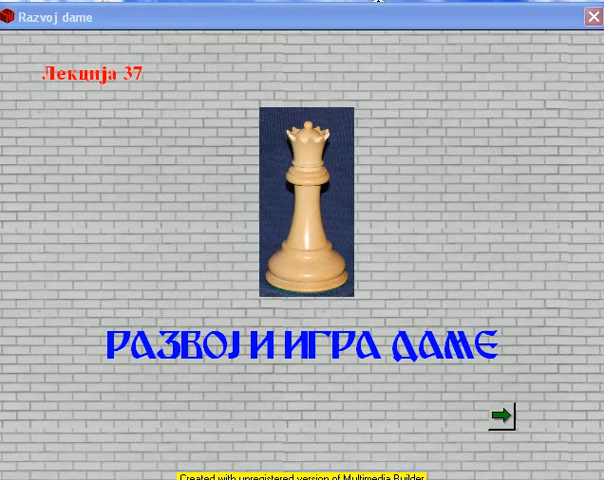 Razvoj dame
Лекција 37
РАЗВОЈ И ИГРА ДАМЕ
Created with unregistered version of Multimedia Builder